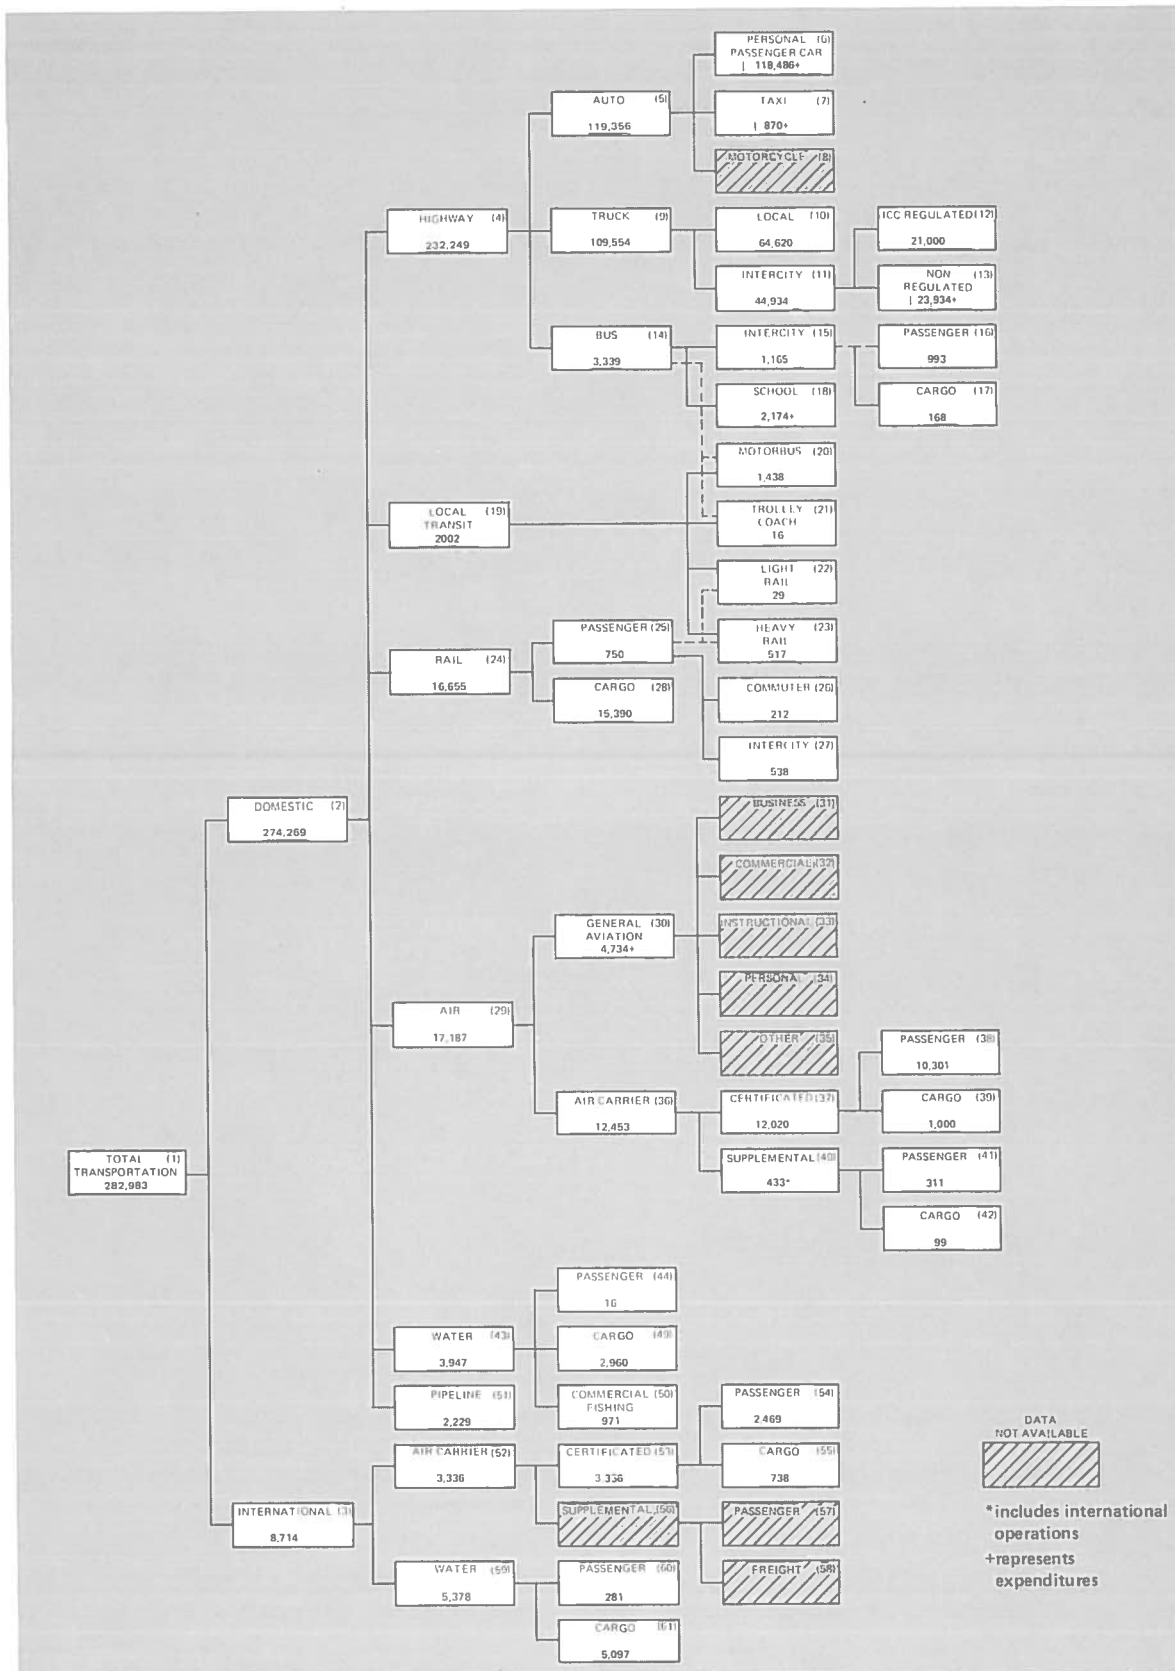 PERSONAL (6)
PASSENGER CAR
118,486+
AUTO (5)
119,356
TAXI (7)
870+
MOTORCYCLE (8)
HIGHWAY (4)
232,249
TRUCK (9)
109,554
LOCAL (10)
64,620
ICC REGULATED (12)
21,000
INTERCITY (11)
44,934
NON (13)
REGULATED
23,934+
BUS (14)
3,339
INTERCITY (15)
1,165
PASSENGER (16)
993
SCHOOL (18)
2,174+
CARGO (17)
168
MOTORBUS (20)
1,438
LOCAL (19)
TRANSIT
2002
TROLLEY (21)
COACH
16
LIGHT (22)
RAIL
29
PASSENGER (25)
750
HEAVY (23)
RAIL
517
RAIL (24)
16,655
CARGO (28)
15,390
COMMUTER (26)
212
INTERCITY (27)
538
DOMESTIC (2)
274,269
BUSINESS (31)
COMMERCIAL (32)
GENERAL (30)
AVIATION
4,734+
INSTRUCTIONAL (33)
PERSONAL (34)
AIR (29)
17,187
OTHER (35)
PASSENGER (38)
10,301
AIR CARRIER (36)
12,453
CERTIFICATED (37)
12,020
CARGO (39)
1,000
TOTAL (1)
TRANSPORTATION
282,983
SUPPLEMENTAL (40)
433*
PASSENGER (41)
311
CARGO (42)
99
PASSENGER (44)
16
WATER (43)
3,947
CARGO (49)
2,960
PIPELINE (51)
2,229
COMMERCIAL (50)
FISHING
971
PASSENGER (54)
2,469
AIR CARRIER (52)
3,336
CERTIFICATED (53)
3,336
CARGO (55)
738
DATA
NOT AVAILABLE
INTERNATIONAL (3)
8,714
SUPPLEMENTAL (56)
PASSENGER (57)
*includes international
operations
WATER (59)
5,378
PASSENGER (60)
281
FREIGHT (58)
+represents
expenditures
CARGO (61)
5,097